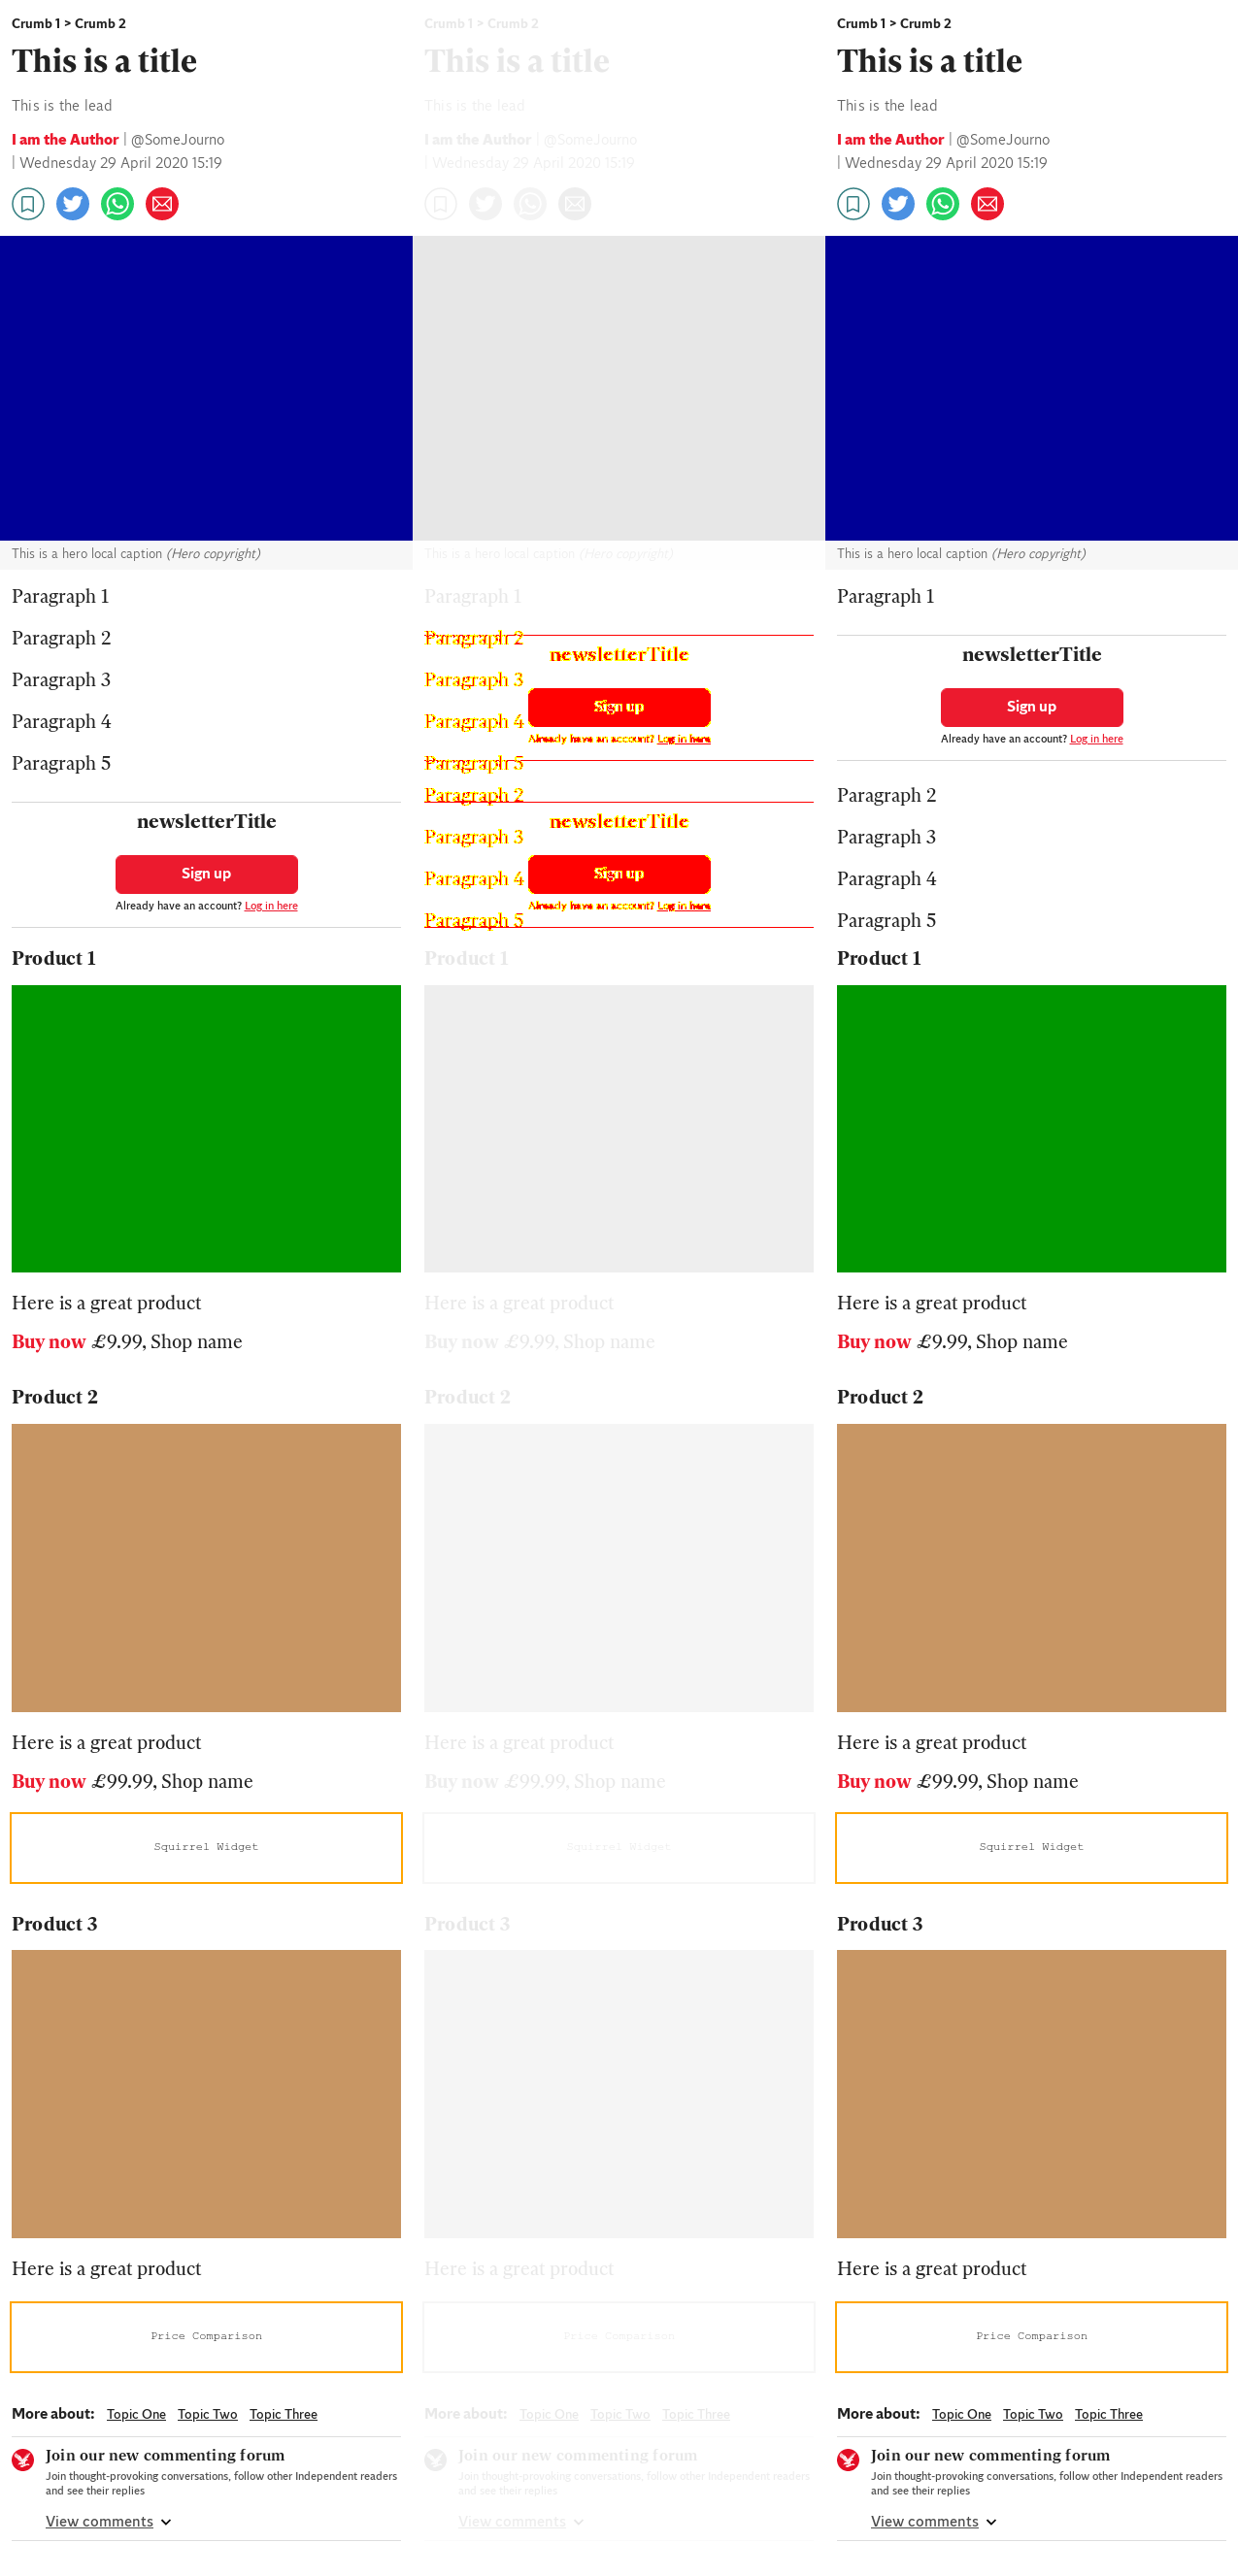 Crumb 1 > Crumb 2
This is a title
This is the lead
I am the Author | @SomeJourno
| Wednesday 29 April 2020 15:19
This is a hero local caption (Hero copyright)
Paragraph 1
Paragraph 2
Paragraph 3
Paragraph 4
Paragraph 5
newsletterTitle
Sign up
Already have an account? Log in here
Product 1
Here is a great product
Buy now £9.99, Shop name
Product 2
Here is a great product
Buy now £99.99, Shop name
Squirrel Widget
Product 3
Here is a great product
Price Comparison
More about: Topic One Topic Two Topic Three
Join our new commenting forum
Join thought-provoking conversations, follow other Independent readers
and see their replies
View comments
Crumb 1 > Crumb 2
This is a title
This is the lead
I am the Author | @SomeJourno
| Wednesday 29 April 2020 15:19
This is a hero local caption (Hero copyright)
Paragraph 1
Paragraph 2
newsletterTitle
Paragraph 3
Sign up
Paragraph 4
Already have an account? Log in here
Paragraph 5
Paragraph 2
newsletterTitle
Paragraph 3
Sign up
Paragraph 4
Already have an account? Log in here
Paragraph 5
Product 1
Here is a great product
Buy now £9.99, Shop name
Product 2
Here is a great product
Buy now £99.99, Shop name
Squirrel Widget
Product 3
Here is a great product
Price Comparison
More about: Topic One Topic Two Topic Three
Join our new commenting forum
Join thought-provoking conversations, follow other Independent readers
and see their replies
View comments
Crumb 1 > Crumb 2
This is a title
This is the lead
I am the Author | @SomeJourno
| Wednesday 29 April 2020 15:19
This is a hero local caption (Hero copyright)
Paragraph 1
newsletterTitle
Sign up
Already have an account? Log in here
Paragraph 2
Paragraph 3
Paragraph 4
Paragraph 5
Product 1
Here is a great product
Buy now £9.99, Shop name
Product 2
Here is a great product
Buy now £99.99, Shop name
Squirrel Widget
Product 3
Here is a great product
Price Comparison
More about: Topic One Topic Two Topic Three
Join our new commenting forum
Join thought-provoking conversations, follow other Independent readers
and see their replies
View comments